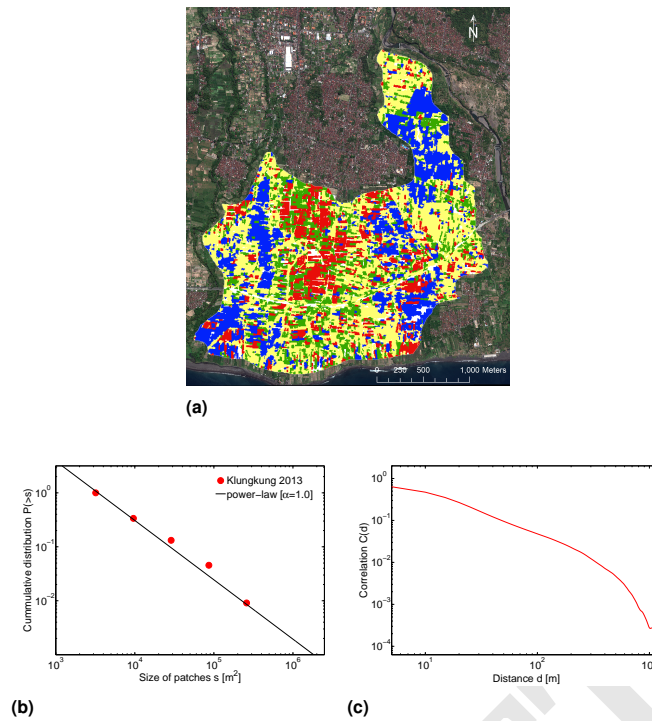 N
0 250 500 1,000 Meters
(a)
Cummulative distribution P(>s)
10^0
10^-1
10^-2
Klungkung 2013
power-law [α=1.0]
10^3 10^4 10^5 10^6
Size of patches s [m^2]
(b)
Correlation C(d)
10^0
10^-1
10^-2
10^-3
10^-4
10^1 10^2
Distance d [m]
(c)